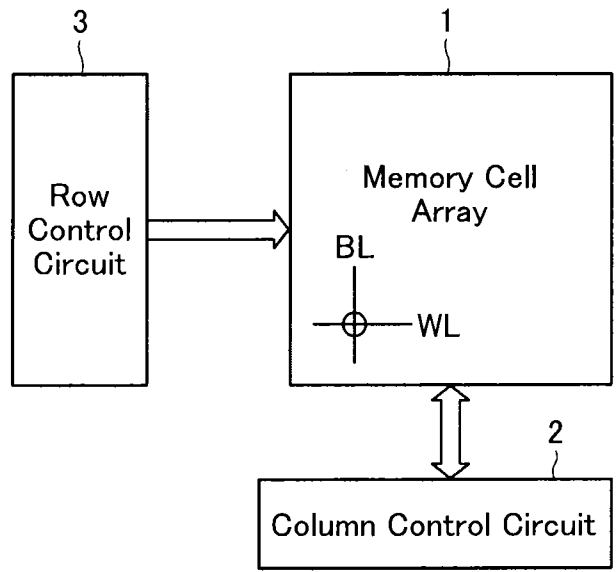 3
1
Row
Control
Circuit
Memory Cell
Array
BL
WL
2
Column Control Circuit